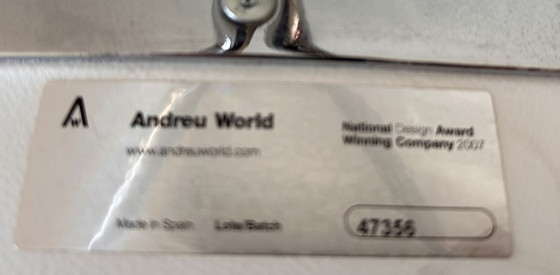 Andreu World
www.andreuworld.com
National Design Award
Winning Company 2007
Made in Spain Lote/Batch 47356